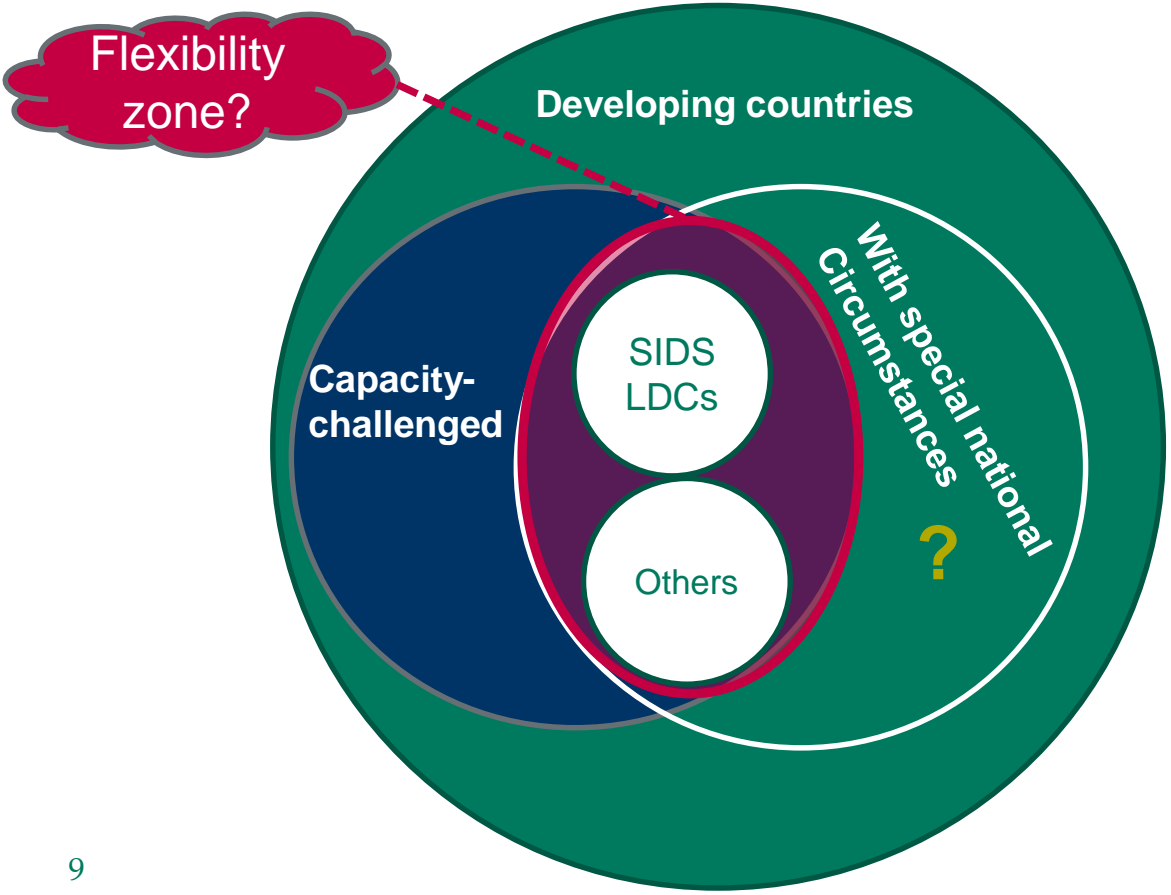 Flexibility
zone?
Developing countries
With special national
Circumstances
Capacity-
challenged
SIDS
LDCs
?
Others
9